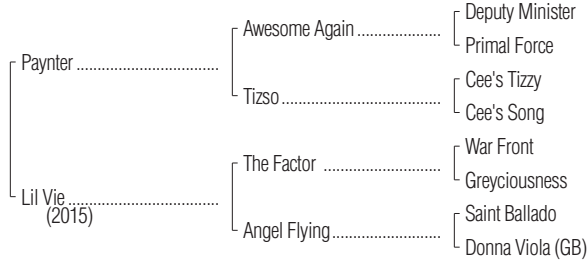 Deputy Minister
Awesome Again ....................
Primal Force
Paynter ...................................
Cee's Tizzy
Tizso ......................................
Cee's Song
War Front
The Factor ............................
Greyciousness
Lil Vie .....................................
(2015)
Saint Ballado
Angel Flying ..........................
Donna Viola (GB)